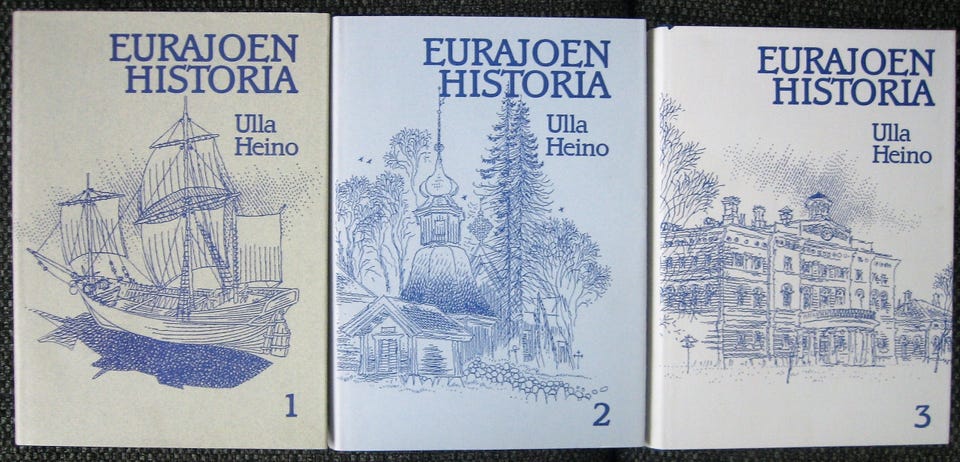 EURAJOEN
HISTORIA
Ulla
Heino
1
EURAJOEN
HISTORIA
Ulla
Heino
2
EURAJOEN
HISTORIA
Ulla
Heino
3